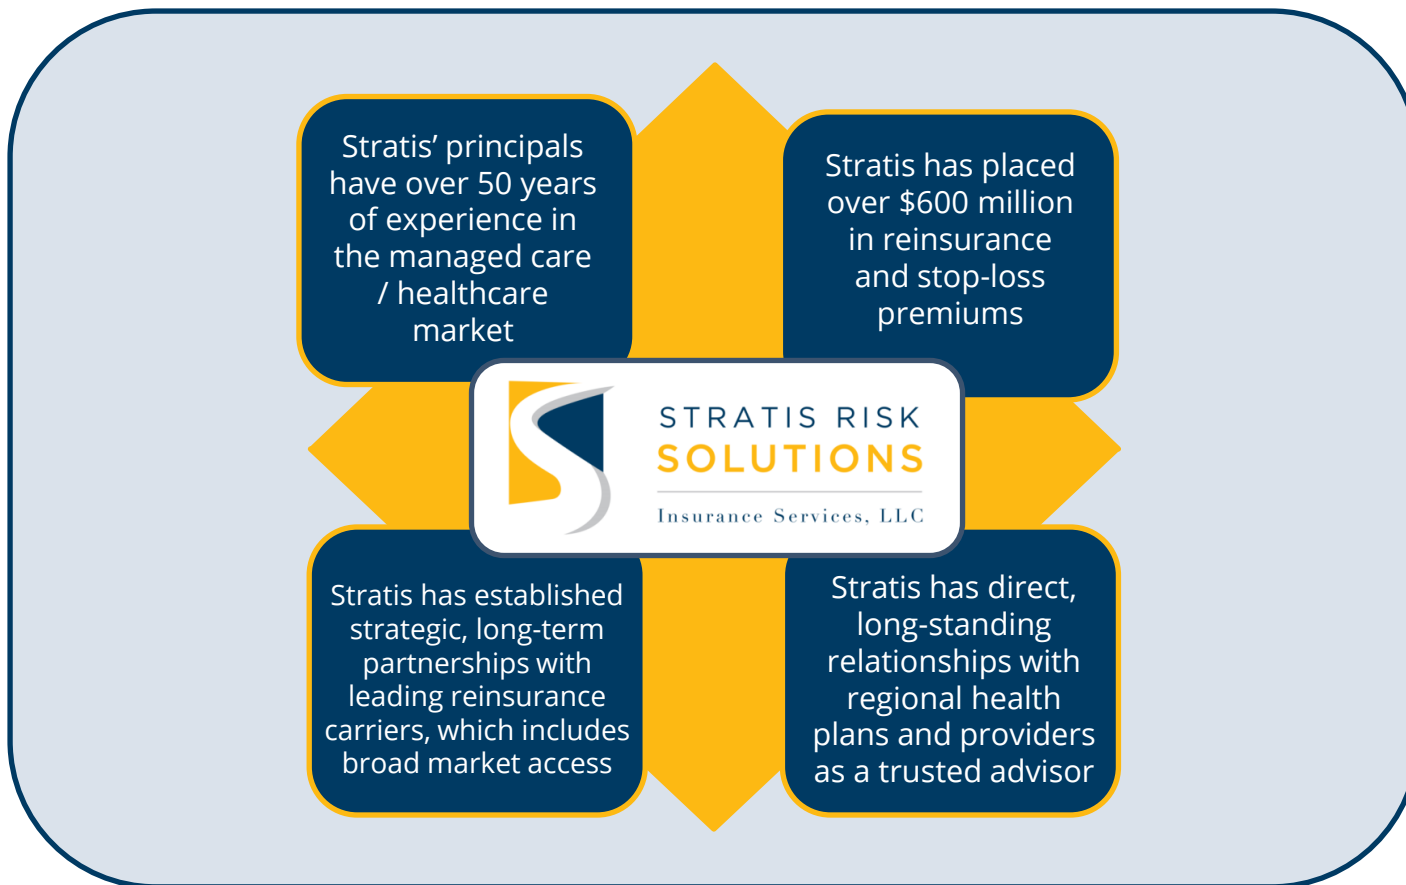 Stratis’ principals
have over 50 years
of experience in
the managed care
/ healthcare
market
Stratis has placed
over $600 million
in reinsurance
and stop-loss
premiums
STRATIS RISK
SOLUTIONS
Insurance Services, LLC
Stratis has established
strategic, long-term
partnerships with
leading reinsurance
carriers, which includes
broad market access
Stratis has direct,
long-standing
relationships with
regional health
plans and providers
as a trusted advisor